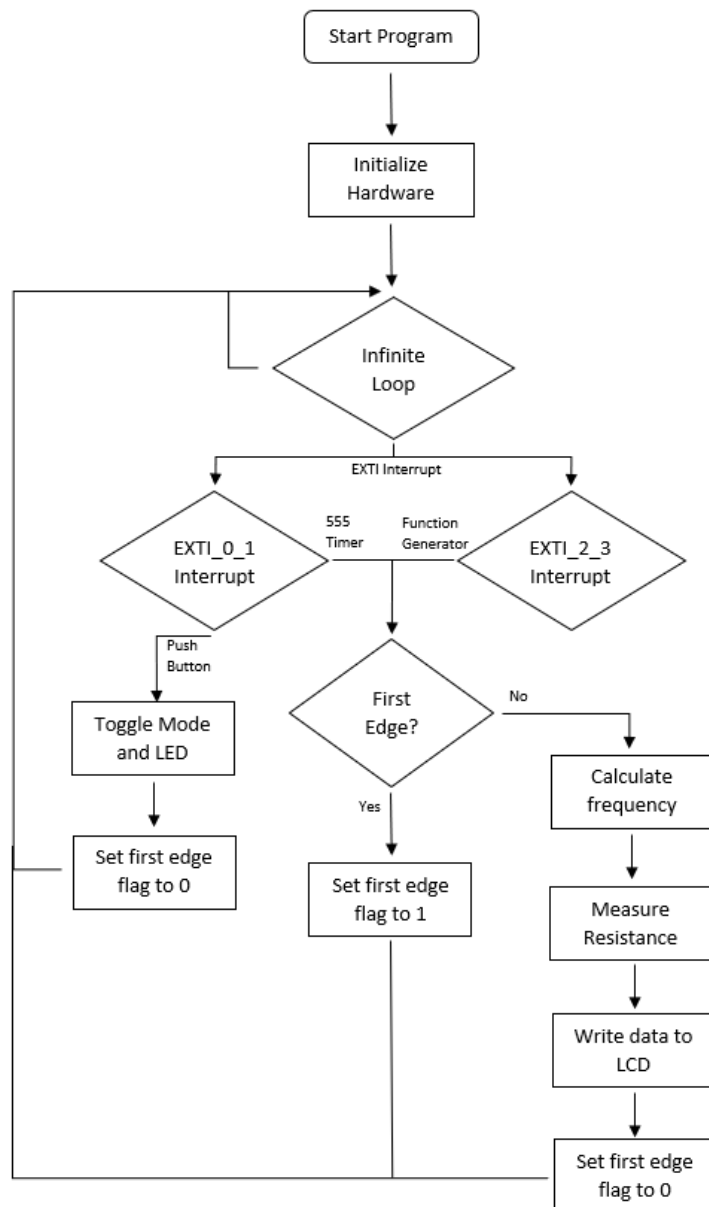 Start Program
Initialize
Hardware
Infinite
Loop
EXTI Interrupt
EXTI_0_1
Interrupt
555
Timer
Function
Generator
EXTI_2_3
Interrupt
Push
Button
Toggle Mode
and LED
Set first edge
flag to 0
First
Edge?
Yes
No
Set first edge
flag to 1
Calculate
frequency
Measure
Resistance
Write data to
LCD
Set first edge
flag to 0